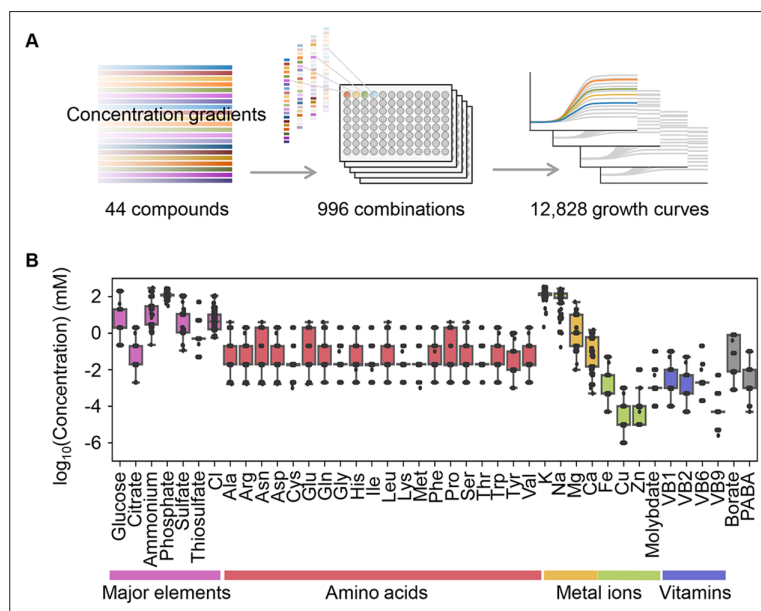 A
Concentration gradients
44 compounds
996 combinations
12,828 growth curves
B
log10(Concentration) (mM)
2
0
-2
-4
-6
Glucose
Citrate
Ammonium
Phosphate
Sulfate
Thiosulfate
Cl
Ala
Arg
Asn
Asp
Cys
Glu
Gln
Gly
His
Ile
Leu
Lys
Met
Phe
Pro
Ser
Thr
Trp
Tyr
Val
K
Na
Mg
Ca
Fe
Cu
Zn
Molybdate
VB1
VB2
VB6
VB9
Borate
PABA
Major elements
Amino acids
Metal ions
Vitamins